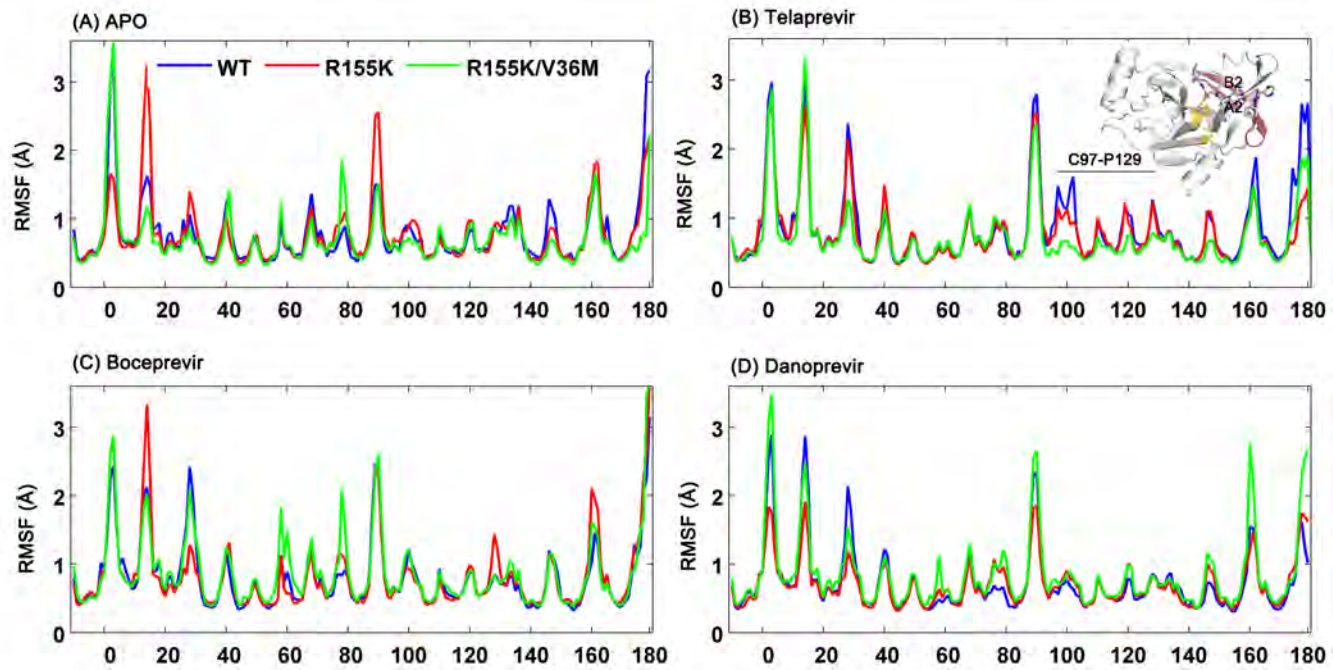 (A) APO
(B) Telaprevir
WT
R155K
R155K/V36M
B2
A2
C97-P129
RMSF (Å)
3
2
1
0
0 20 40 60 80 100 120 140 160 180
RMSF (Å)
3
2
1
0
0 20 40 60 80 100 120 140 160 180
(C) Boceprevir
(D) Danoprevir
RMSF (Å)
3
2
1
0
0 20 40 60 80 100 120 140 160 180
RMSF (Å)
3
2
1
0
0 20 40 60 80 100 120 140 160 180